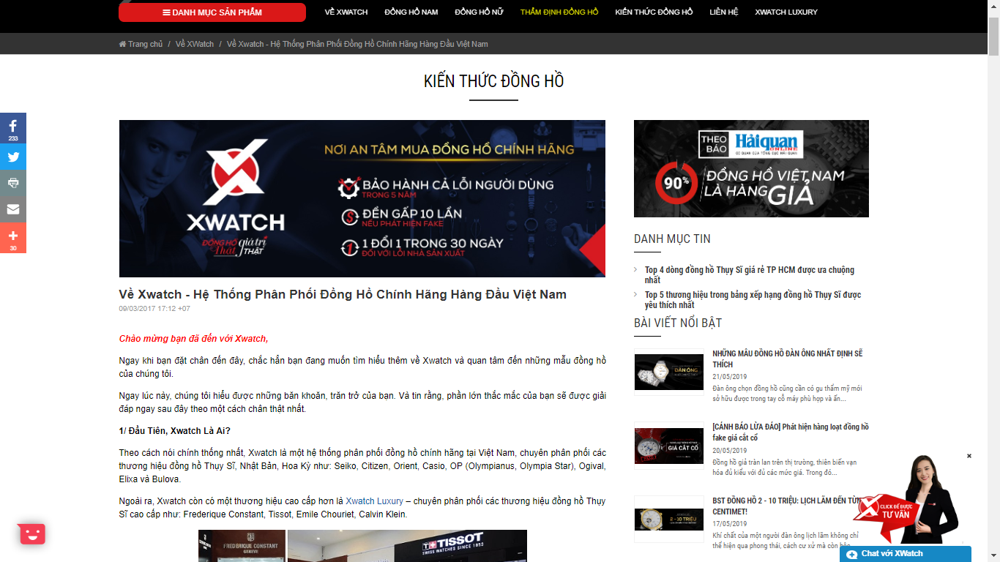 DANH MỤC SẢN PHẨM
VỀ XWATCH
ĐỒNG HỒ NAM
ĐỒNG HỒ NỮ
THẨM ĐỊNH ĐỒNG HỒ
KIẾN THỨC ĐỒNG HỒ
LIÊN HỆ
XWATCH LUXURY
Trang chủ / Về XWatch / Về Xwatch - Hệ Thống Phân Phối Đồng Hồ Chính Hãng Hàng Đầu Việt Nam
KIẾN THỨC ĐỒNG HỒ
233
30
XWATCH
ĐỒNG HỒ Thật giá trị THẬT
NƠI AN TÂM MUA ĐỒNG HỒ CHÍNH HÃNG
BẢO HÀNH CẢ LỖI NGƯỜI DÙNG
TRONG 5 NĂM
ĐỀN GẤP 10 LẦN
NẾU PHÁT HIỆN FAKE
1 ĐỔI 1 TRONG 30 NGÀY
ĐỐI VỚI LỖI NHÀ SẢN XUẤT
Về Xwatch - Hệ Thống Phân Phối Đồng Hồ Chính Hãng Hàng Đầu Việt Nam
09/03/2017 17:12 +07
Chào mừng bạn đã đến với Xwatch,
Ngay khi bạn đặt chân đến đây, chắc hẳn bạn đang muốn tìm hiểu thêm về Xwatch và quan tâm đến những mẫu đồng hồ
của chúng tôi.
Ngay lúc này, chúng tôi hiểu được những băn khoăn, trăn trở của bạn. Và tin rằng, phần lớn thắc mắc của bạn sẽ được giải
đáp ngay sau đây theo một cách chân thật nhất.
1/ Đầu Tiên, Xwatch Là Ai?
Theo cách nói chính thống nhất, Xwatch là một hệ thống phân phối đồng hồ chính hãng tại Việt Nam, chuyên phân phối các
thương hiệu đồng hồ Thụy Sĩ, Nhật Bản, Hoa Kỳ như: Seiko, Citizen, Orient, Casio, OP (Olympianus, Olympia Star), Ogival,
Elixa và Bulova.
Ngoài ra, Xwatch còn có một thương hiệu cao cấp hơn là Xwatch Luxury – chuyên phân phối các thương hiệu đồng hồ Thụy
Sĩ cao cấp như: Frederique Constant, Tissot, Emile Chouriet, Calvin Klein.
FREDERIQUE CONSTANT
GENEVE
TISSOT
SWISS WATCHES SINCE 1853
THEO BÁO
Hảiquan
ONLINE
CƠ QUAN CỦA TỔNG CỤC HẢI QUAN
90%
ĐỒNG HỒ VIỆT NAM
LÀ HÀNG GIẢ
DANH MỤC TIN
Top 4 dòng đồng hồ Thụy Sĩ giá rẻ TP HCM được ưa chuộng
nhất
Top 5 thương hiệu trong bảng xếp hạng đồng hồ Thụy Sĩ được
yêu thích nhất
BÀI VIẾT NỔI BẬT
ĐÀN ÔNG
NHỮNG MẪU ĐỒNG HỒ ĐÀN ÔNG NHẤT ĐỊNH SẼ
THÍCH
21/05/2019
Đàn ông chọn đồng hồ cũng cần có gu thẩm mỹ mới
sở hữu được trong tay cỗ máy phù hợp và ấn...
GIÁ CẮT CỔ
[CẢNH BÁO LỪA ĐẢO] Phát hiện hàng loạt đồng hồ
fake giá cắt cổ
20/05/2019
Đồng hồ giả tràn lan trên thị trường, thiên biến vạn
hóa đủ kiểu với đủ các mức giá. Trong đó...
2 - 10 TRIỆU
BST ĐỒNG HỒ 2 - 10 TRIỆU: LỊCH LÃM ĐẾN TỪNG
CENTIMET!
17/05/2019
Khí chất của một người đàn ông lịch lãm không chỉ
thể hiện qua phong thái, cách cư xử mà còn bộc
CLICK ĐỂ ĐƯỢC
TƯ VẤN
Chat với XWatch